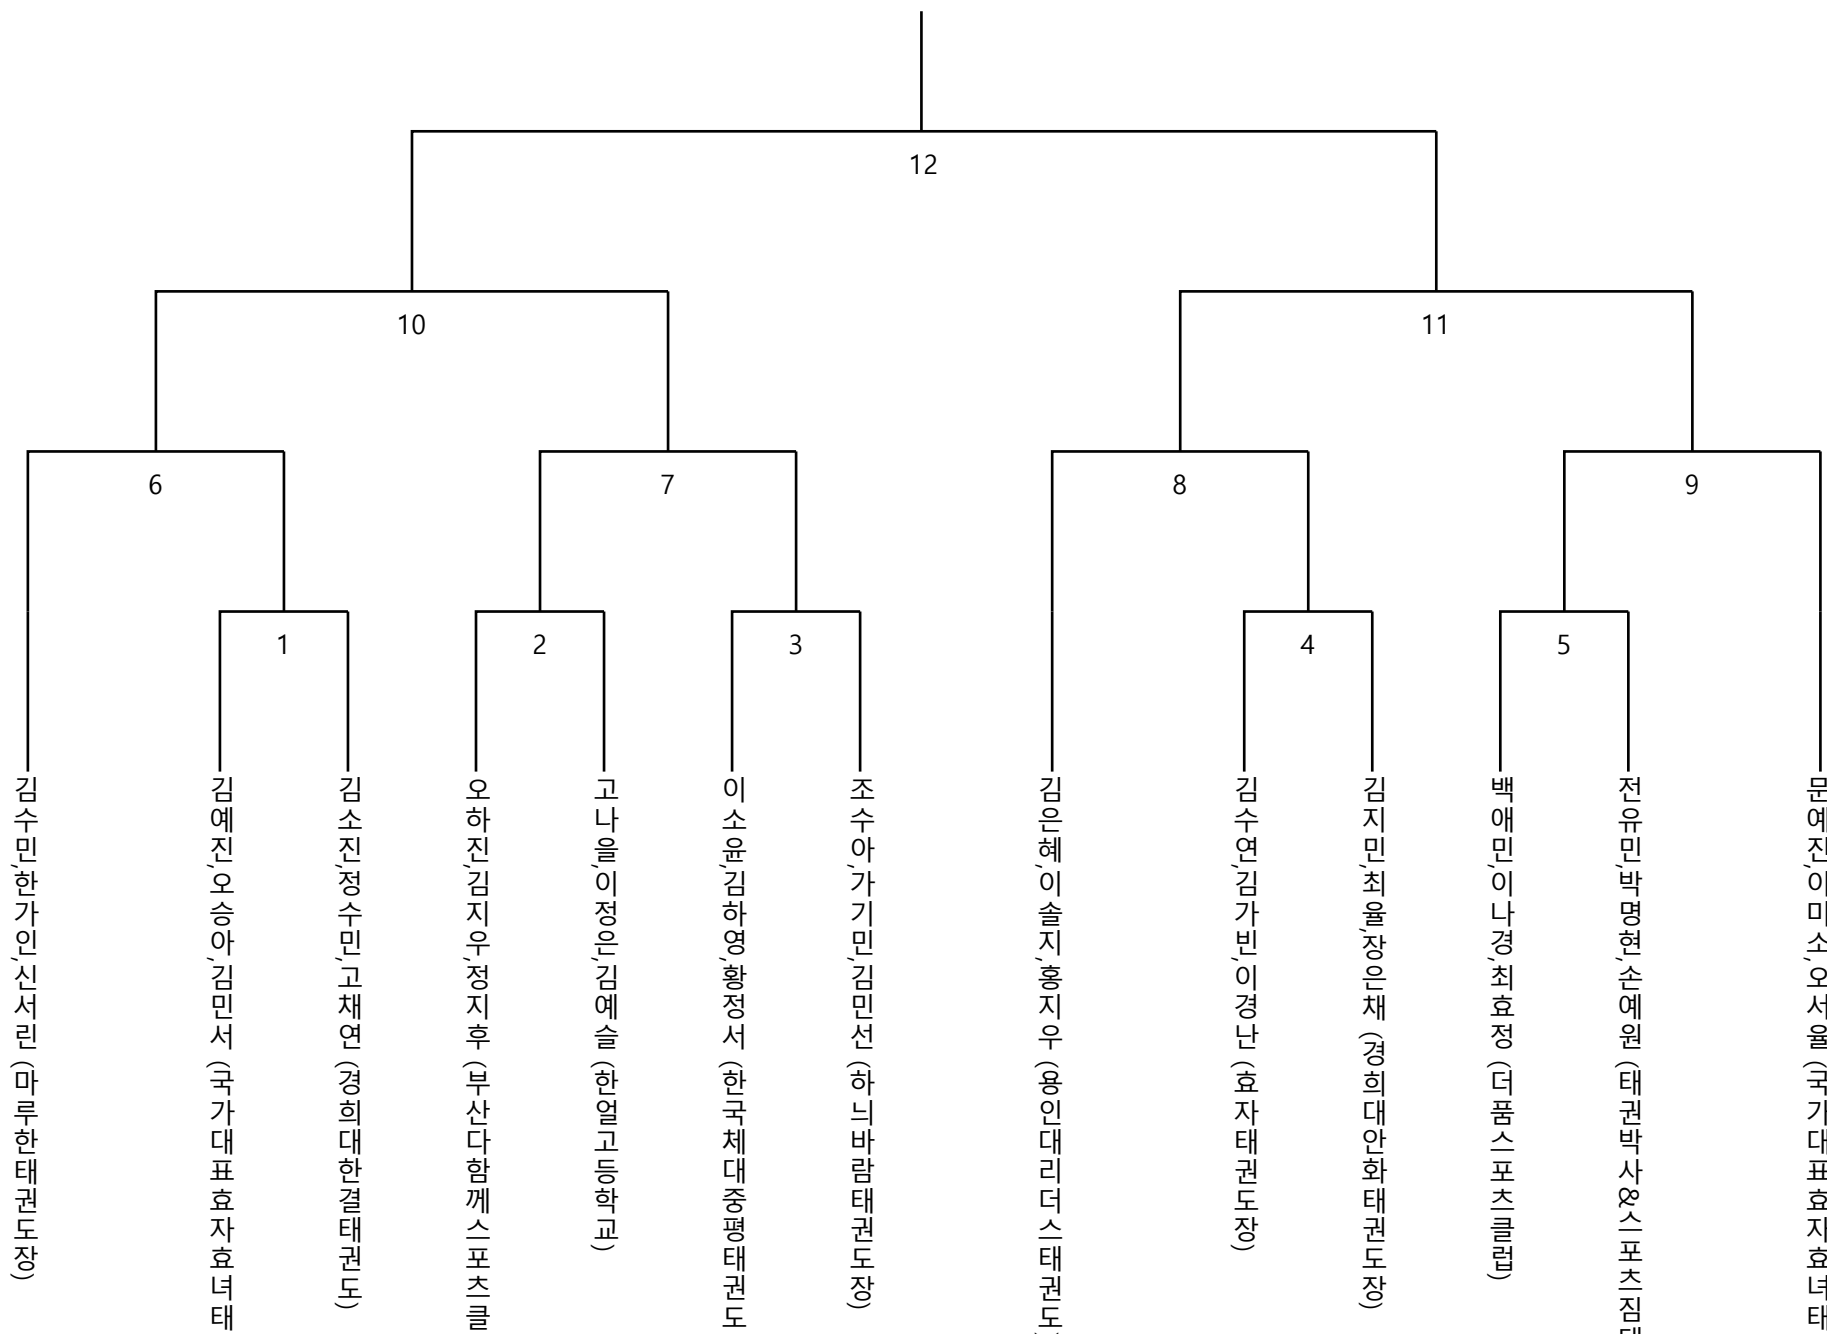 12
10
11
6
7
8
9
1
2
3
4
5
김수민,한가인,신서린 (마루한태권도장)
김예진,오승아,김민서 (국가대표효자효녀태
김소진,정수민,고채연 (경희대한결태권도)
오하진,김지우,정지후 (부산다함께스포츠클
고나을,이정은,김예슬 (한얼고등학교)
이소윤,김하영,황정서 (한국체대중평태권도
조수아,가기민,김민선 (하늬바람태권도장)
김은혜,이솔지,홍지우 (용인대리더스태권도
김수연,김가빈,이경난 (효자태권도장)
김지민,최율,장은채 (경희대안화태권도장)
백애민,이나경,최효정 (더품스포츠클럽)
전유민,박명현,손예원 (태권박사&스포츠짐
문예진,이미소,오서율 (국가대표효자효녀태